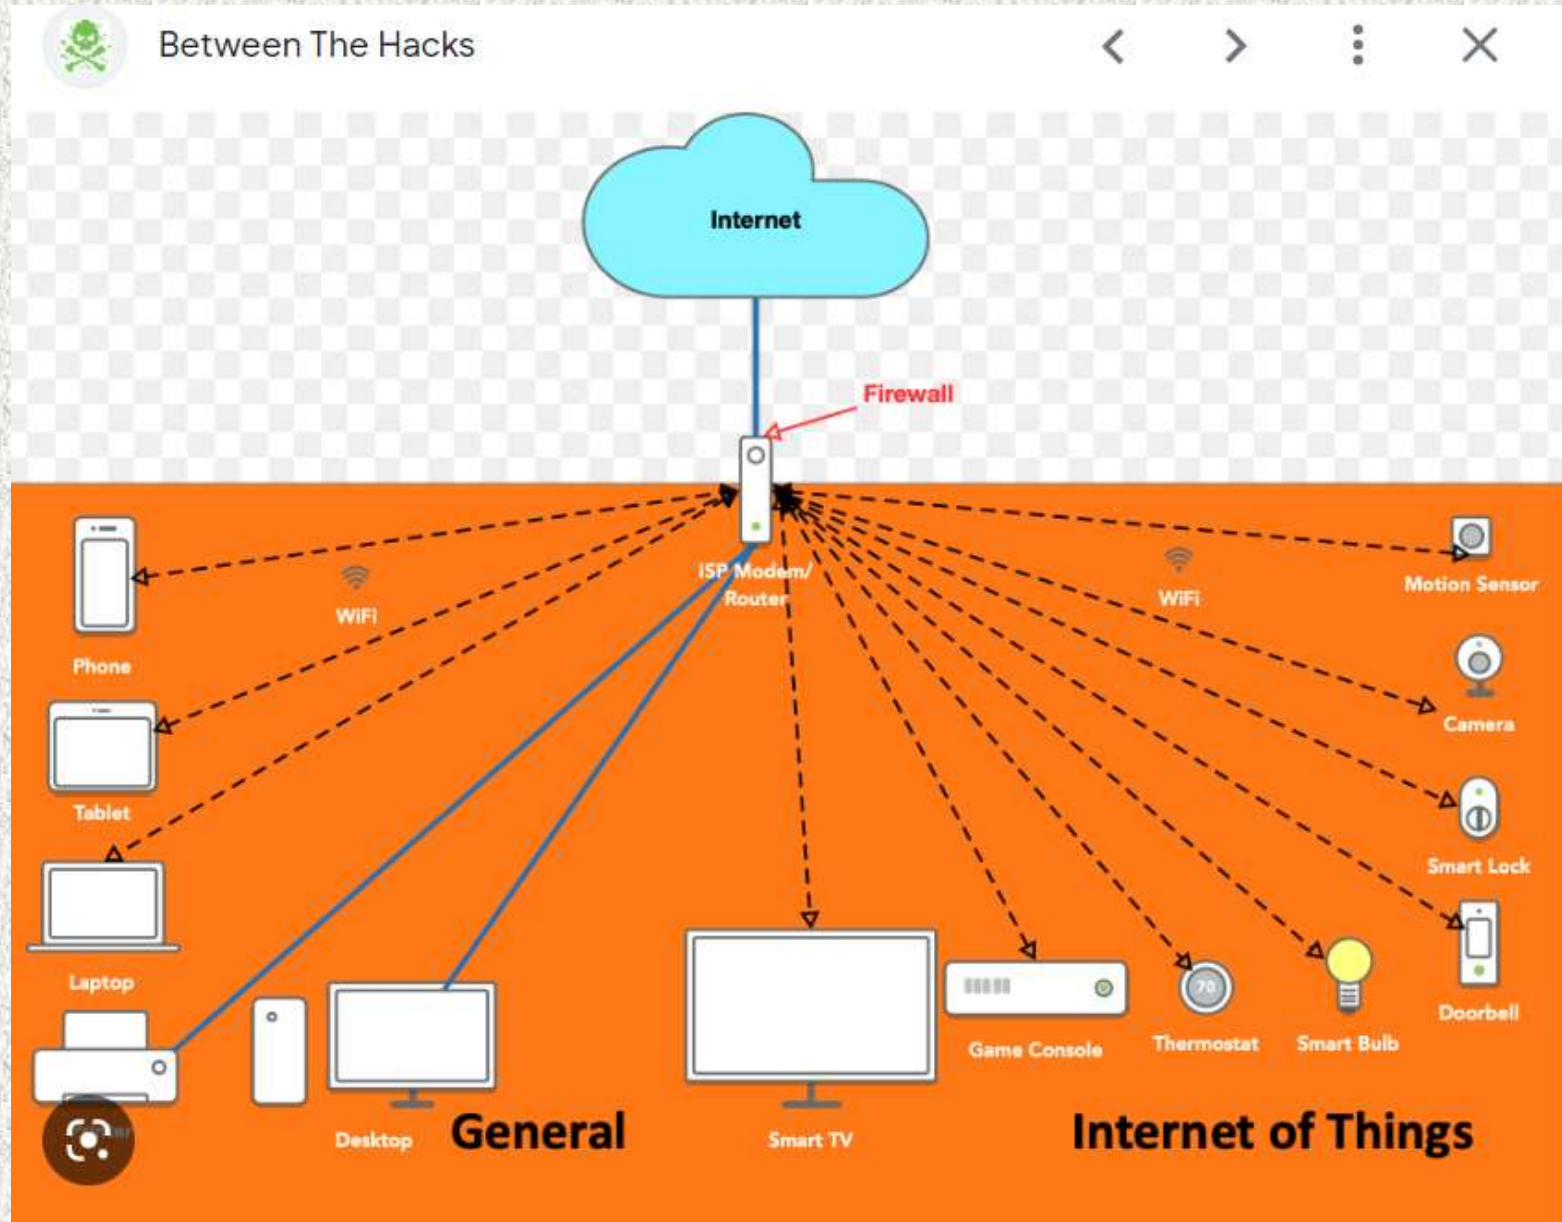 Between The Hacks
Internet
Firewall
ISP Modem/
Router
WiFi
WiFi
Motion Sensor
Phone
Camera
Tablet
Smart Lock
Laptop
Doorbell
70
Game Console
Thermostat
Smart Bulb
Desktop
General
Smart TV
Internet of Things